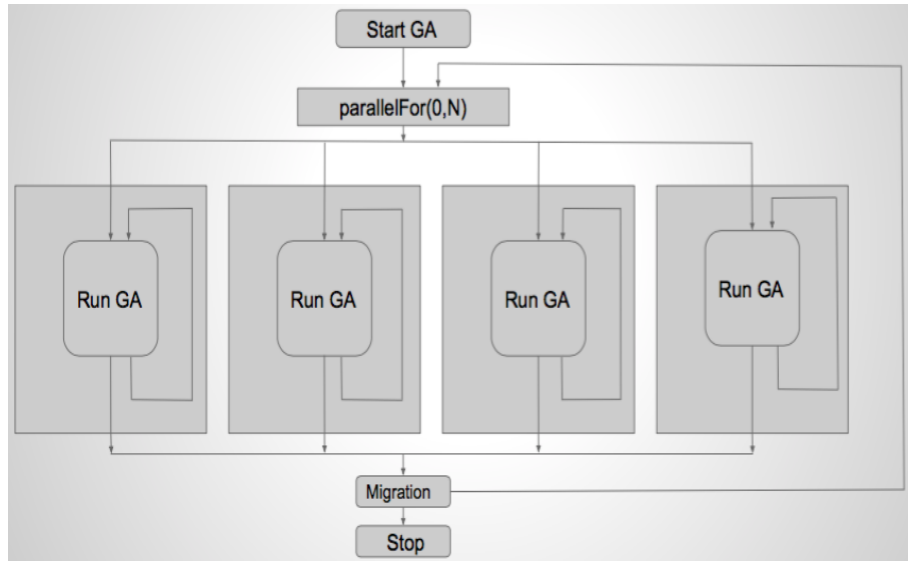 Start GA
parallelFor(0,N)
Run GA
Run GA
Run GA
Run GA
Migration
Stop